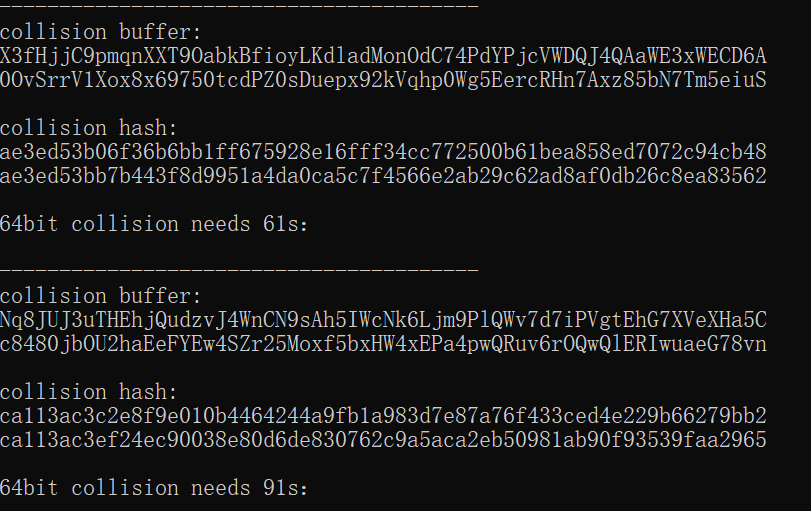 collision buffer:
X3fHjjC9pmqnXXT9OabkBfioyLKdladMonOdC74PdYPjcVWDQJ4QAaWE3xWECD6A
0OvSrrV1Xox8x69750tcdPZ0sDuepx92kVqhp0Wg5EercRHn7Axz85bN7Tm5eiuS
collision hash:
ae3ed53b06f36b6bb1ff675928e16fff34cc772500b61bea858ed7072c94cb48
ae3ed53bb7b443f8d9951a4da0ca5c7f4566e2ab29c62ad8af0db26c8ea83562
64bit collision needs 61s:
collision buffer:
Nq8JUJ3uTHEhjQudzvJ4WnCN9sAh5IWcNk6Ljm9PlQWv7d7iPVgtEhG7XVeXHa5C
c8480jbOU2haEeFYEw4SZr25Moxf5bxHW4xEPa4pwQRuv6rOQwQlERIwuaeG78vn
collision hash:
ca113ac3c2e8f9e010b4464244a9fb1a983d7e87a76f433ced4e229b66279bb2
ca113ac3ef24ec90038e80d6de830762c9a5aca2eb50981ab90f93539faa2965
64bit collision needs 91s: